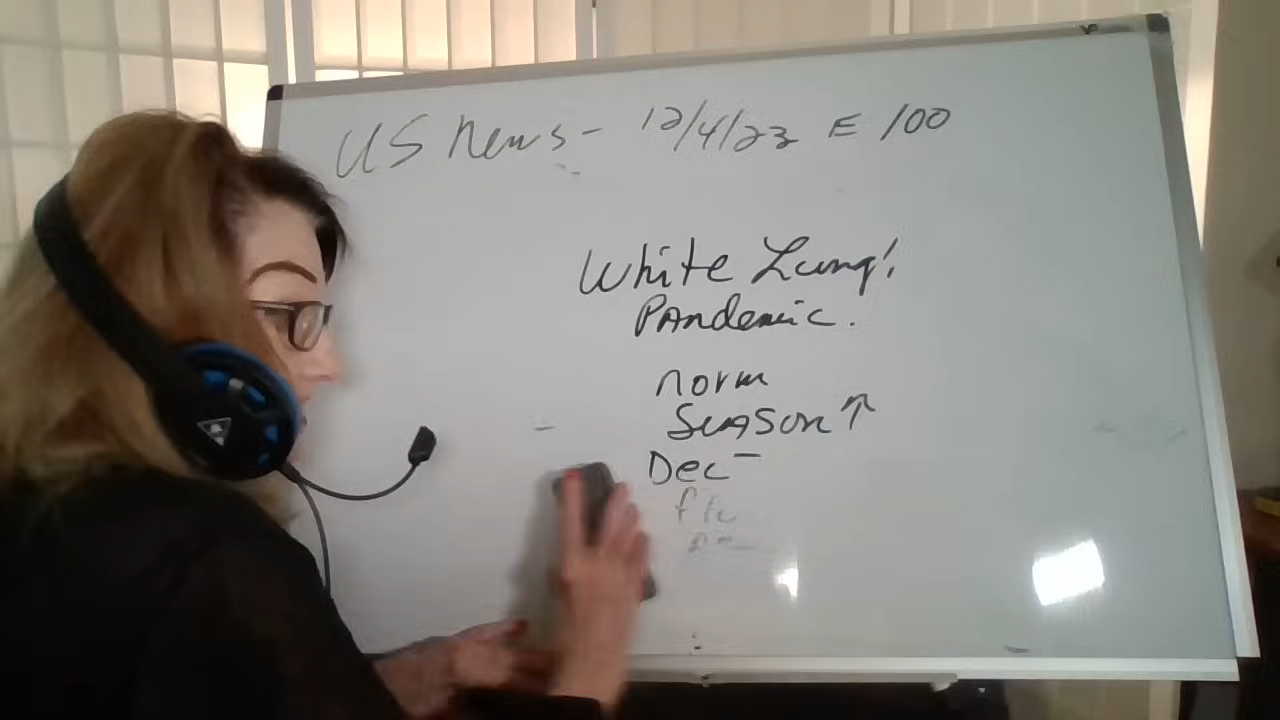 US News - 12/4/23 E 100
White Lung!
Pandemic.
norm
Season ↑
Dec -